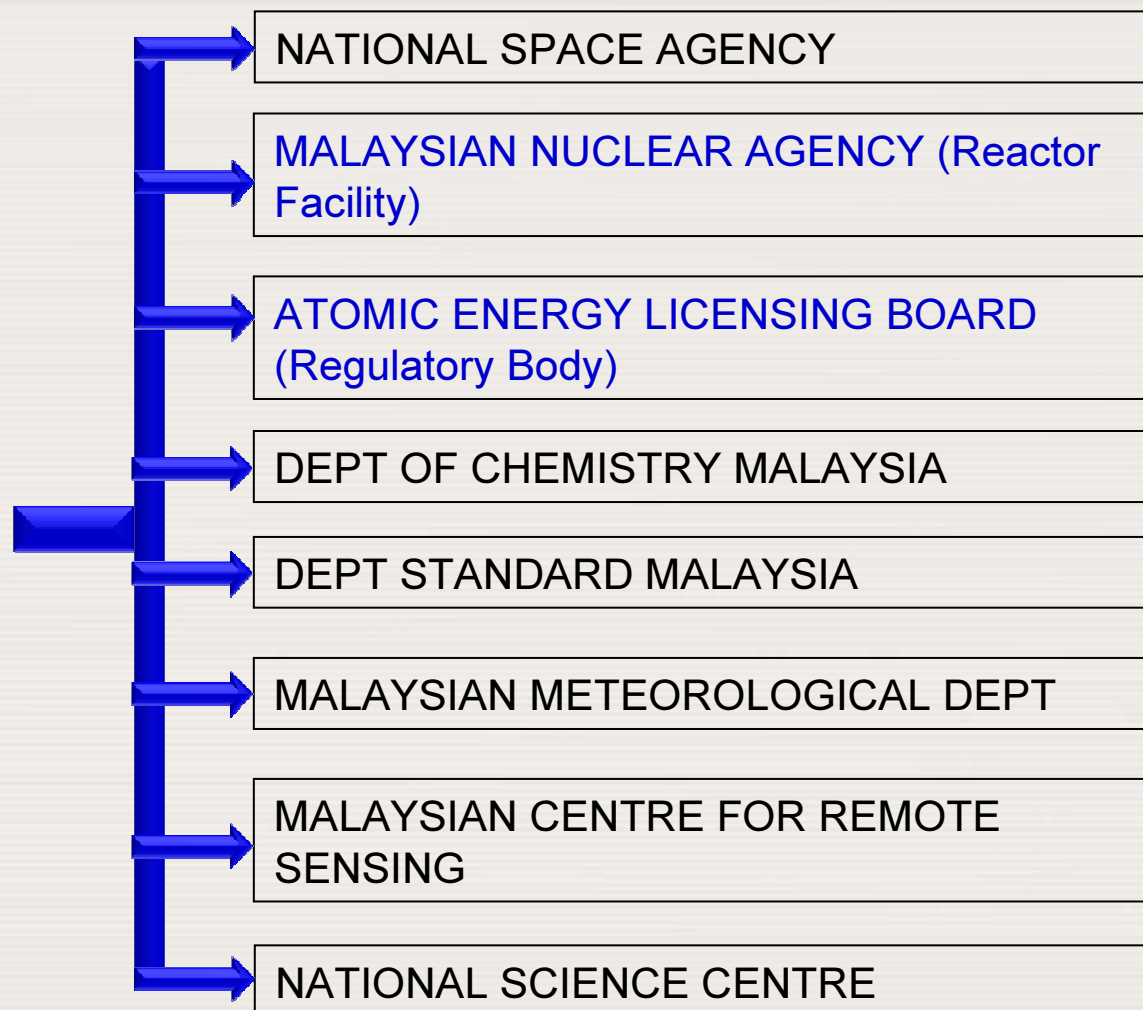 NATIONAL SPACE AGENCY
MALAYSIAN NUCLEAR AGENCY (Reactor
Facility)
ATOMIC ENERGY LICENSING BOARD
(Regulatory Body)
DEPT OF CHEMISTRY MALAYSIA
DEPT STANDARD MALAYSIA
MALAYSIAN METEOROLOGICAL DEPT
MALAYSIAN CENTRE FOR REMOTE
SENSING
NATIONAL SCIENCE CENTRE